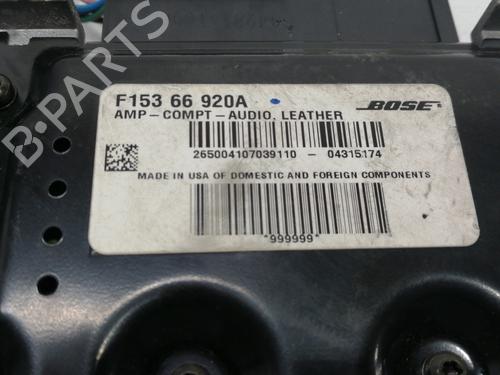 F153 66 920A
BOSE
AMP-COMPT-AUDIO. LEATHER
265004107039110 - 04315174
MADE IN USA OF DOMESTIC AND FOREIGN COMPONENTS
*999999*
B-PARTS